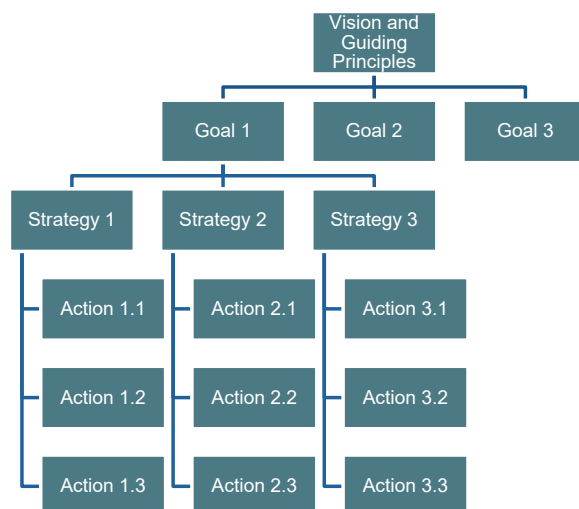 Vision and
Guiding
Principles
Goal 1
Goal 2
Goal 3
Strategy 1
Strategy 2
Strategy 3
Action 1.1
Action 2.1
Action 3.1
Action 1.2
Action 2.2
Action 3.2
Action 1.3
Action 2.3
Action 3.3